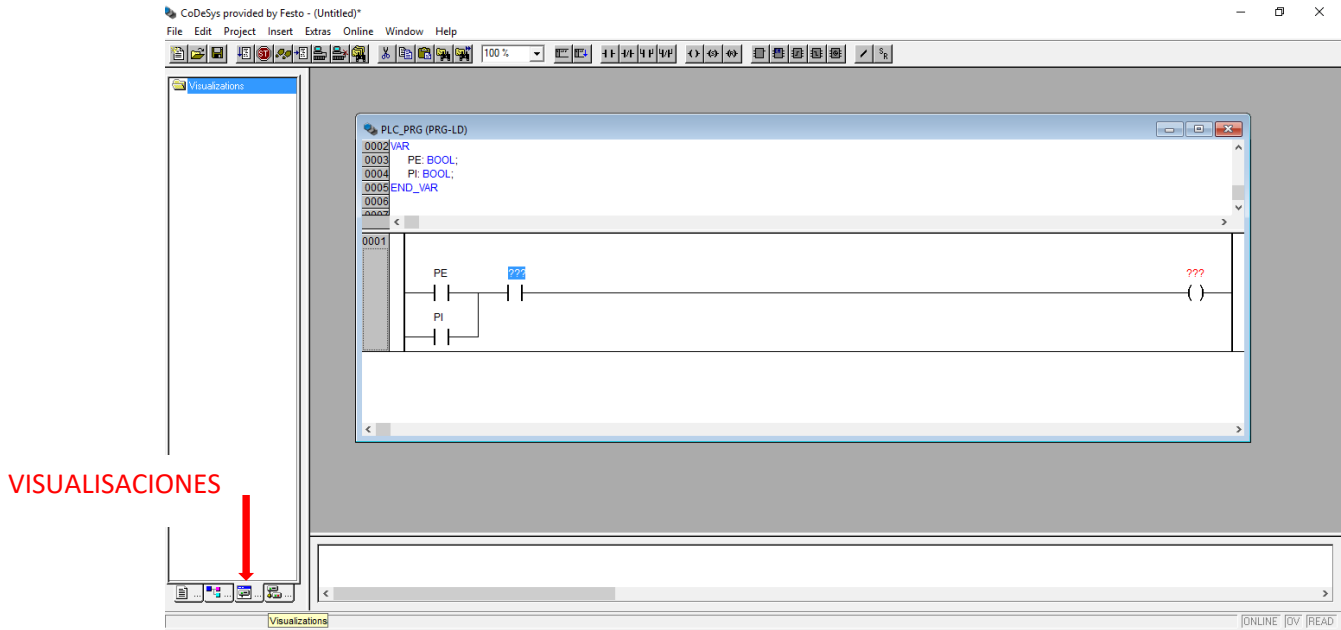 CoDeSys provided by Festo - (Untitled)*
File Edit Project Insert Extras Online Window Help
100 %
Visualizations
PLC_PRG (PRG-LD)
0002 VAR
0003 PE: BOOL;
0004 PI: BOOL;
0005 END_VAR
0006
0007
0001
PE ??? ???
PI
VISUALISACIONES
... ... ... ...
Visualizations
ONLINE OV READ